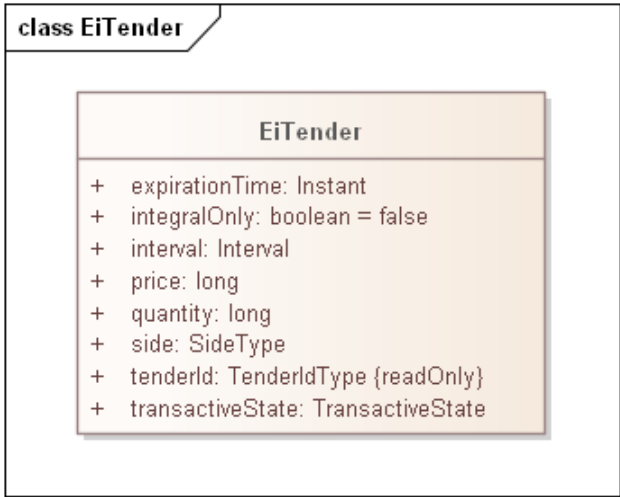 class EiTender
EiTender
+ expirationTime: Instant
+ integralOnly: boolean = false
+ interval: Interval
+ price: long
+ quantity: long
+ side: SideType
+ tenderId: TenderIdType {readOnly}
+ transactiveState: TransactiveState